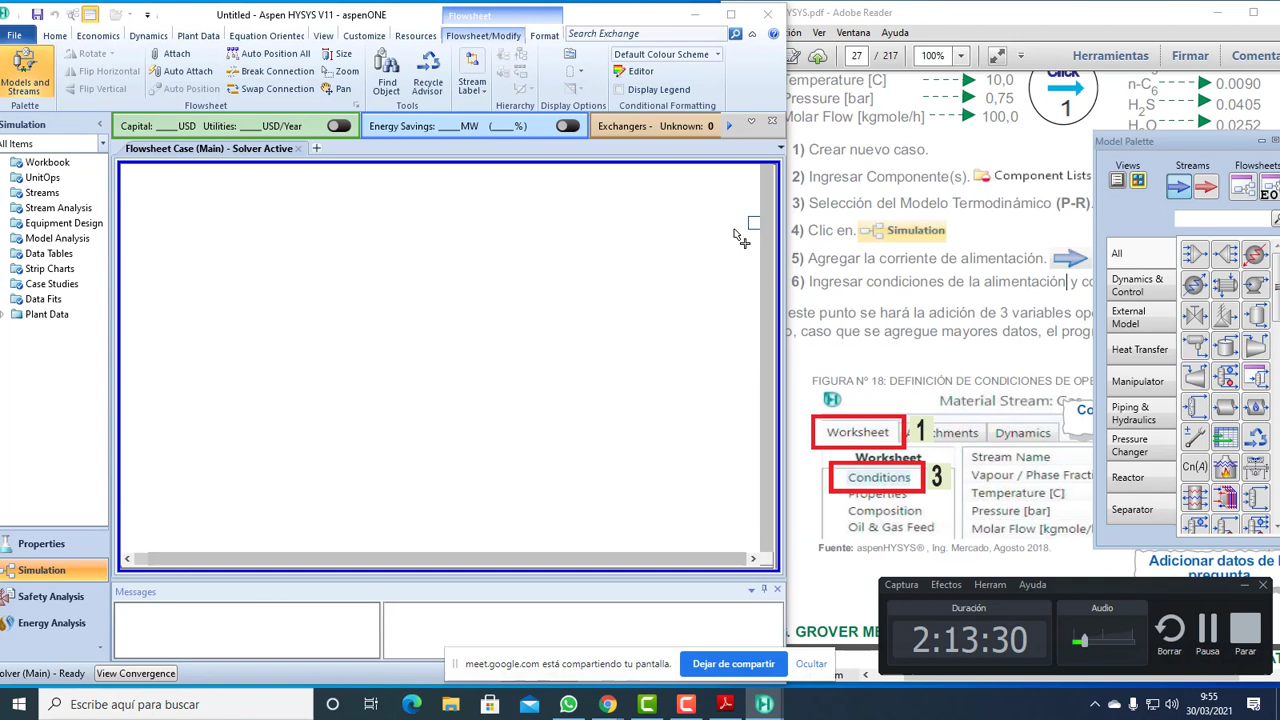 Untitled - Aspen HYSYS V11 - aspenONE
Flowsheet
File
Home
Economics
Dynamics
Plant Data
Equation Orientec
View
Customize
Resources
Flowsheet/Modify
Format
Search Exchange
Models and
Streams
Palette
Rotate
Flip Horizontal
Flip Vertical
Attach
Auto Attach
Auto Position
Auto Position All
Break Connection
Swap Connection
Size
Zoom
Pan
Flowsheet
Find
Object
Recycle
Advisor
Tools
Stream
Label
Hierarchy
Display Options
Default Colour Scheme
Editor
Display Legend
Conditional Formatting
Simulation
All Items
Capital: ____USD Utilities: ____USD/Year
Energy Savings: ____MW (____%)
Exchangers - Unknown: 0
Flowsheet Case (Main) - Solver Active
Workbook
UnitOps
Streams
Stream Analysis
Equipment Design
Model Analysis
Data Tables
Strip Charts
Case Studies
Data Fits
Plant Data
Properties
Simulation
Safety Analysis
Energy Analysis
Messages
olver (Main) - Ready
View Convergence
meet.google.com está compartiendo tu pantalla.
Dejar de compartir
Ocultar
YSYS.pdf - Adobe Reader
Ventana
Ayuda
27 / 217
100%
Herramientas
Firmar
Comenta
Temperature [C] 10,0
Pressure [bar] 0,75
Molar Flow [kgmole/h] 100,0
Click
1
n-C6 0.0090
H2S 0.0405
H2O 0.0252
1) Crear nuevo caso.
2) Ingresar Componente(s). Component Lists
3) Selección del Modelo Termodinámico (P-R).
4) Clic en. Simulation
5) Agregar la corriente de alimentación.
6) Ingresar condiciones de la alimentación y co
este punto se hará la adición de 3 variables ope
o, caso que se agregue mayores datos, el prog
FIGURA Nº 18: DEFINICIÓN DE CONDICIONES DE OPE
Material Stream: Gas
Co
Worksheet
1
chments
Dynamics
Worksheet
Conditions
3
Properties
Composition
Oil & Gas Feed
Stream Name
Vapour / Phase Fracti
Temperature [C]
Pressure [bar]
Molar Flow [kgmole/h
Fuente: aspenHYSYS® , Ing. Mercado, Agosto 2018.
Adicionar datos de l
pregunta
. GROVER ME
Model Palette
Views
Streams
Flowsheets
EO
All
Dynamics &
Control
External
Model
Heat Transfer
Manipulator
Piping &
Hydraulics
Pressure
Changer
Reactor
Separator
Cn(A)
Captura
Efectos
Herram
Ayuda
Duración
2:13:30
Audio
Borrar
Pausa
Parar
Escribe aquí para buscar
9:55
30/03/2021